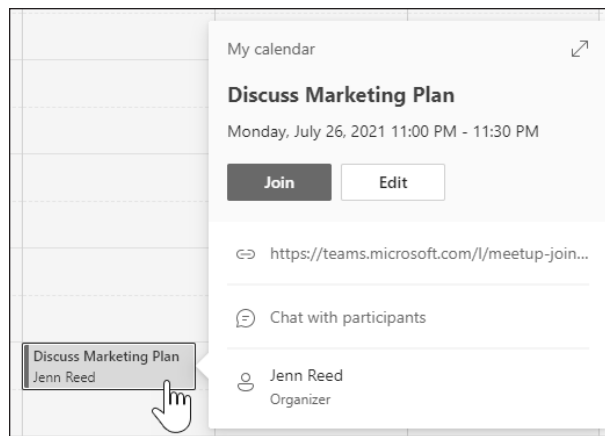 My calendar
Discuss Marketing Plan
Monday, July 26, 2021 11:00 PM - 11:30 PM
Join Edit
https://teams.microsoft.com/l/meetup-join...
Chat with participants
Jenn Reed
Organizer
Discuss Marketing Plan
Jenn Reed